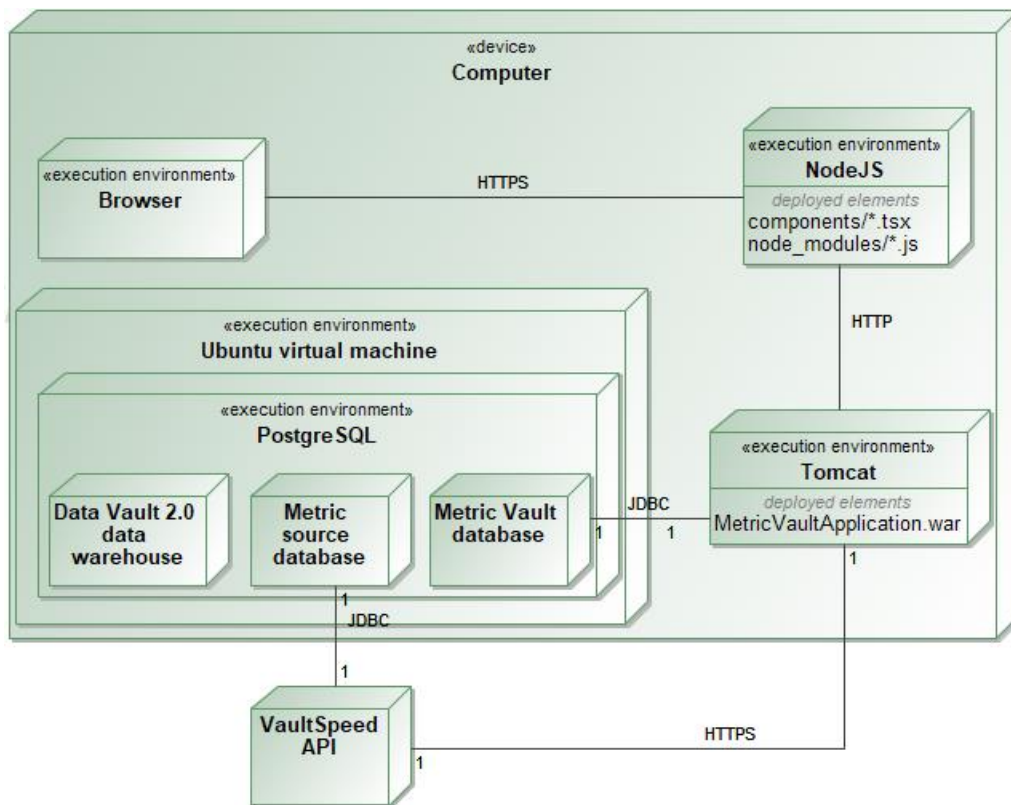 «device»
Computer
«execution environment»
Browser
HTTPS
«execution environment»
NodeJS
deployed elements
components/*.tsx
node_modules/*.js
HTTP
«execution environment»
Ubuntu virtual machine
«execution environment»
PostgreSQL
Data Vault 2.0
data
warehouse
Metric
source
database
Metric Vault
database
1
JDBC
1
«execution environment»
Tomcat
deployed elements
MetricVaultApplication.war
1
1
JDBC
1
VaultSpeed
API
1
HTTPS